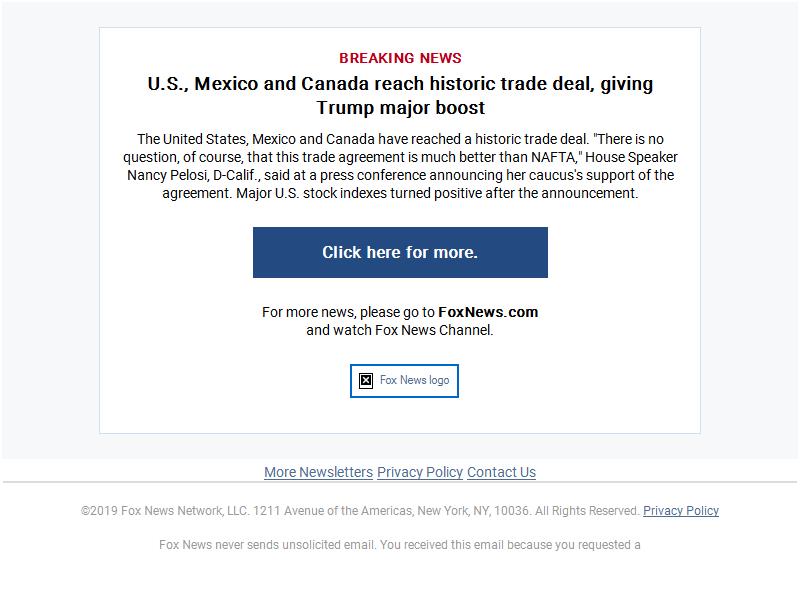 BREAKING NEWS
U.S., Mexico and Canada reach historic trade deal, giving
Trump major boost
The United States, Mexico and Canada have reached a historic trade deal. "There is no
question, of course, that this trade agreement is much better than NAFTA," House Speaker
Nancy Pelosi, D-Calif., said at a press conference announcing her caucus's support of the
agreement. Major U.S. stock indexes turned positive after the announcement.
Click here for more.
For more news, please go to FoxNews.com
and watch Fox News Channel.
Fox News logo
More Newsletters Privacy Policy Contact Us
©2019 Fox News Network, LLC. 1211 Avenue of the Americas, New York, NY, 10036. All Rights Reserved. Privacy Policy
Fox News never sends unsolicited email. You received this email because you requested a